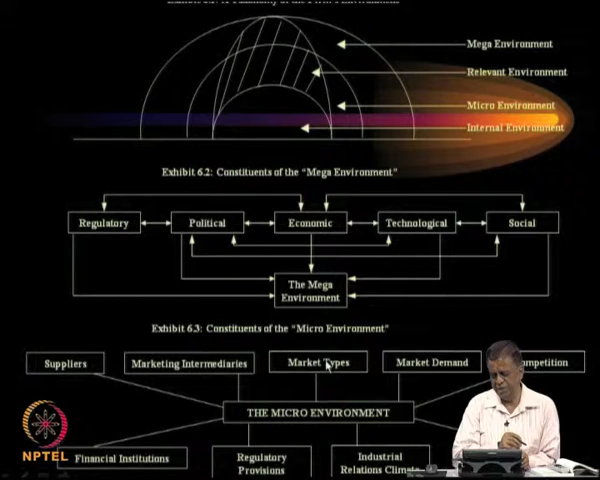 Mega Environment
Relevant Environment
Micro Environment
Internal Environment
Exhibit 6.2: Constituents of the "Mega Environment"
Regulatory
Political
Economic
Technological
Social
The Mega
Environment
Exhibit 6.3: Constituents of the "Micro Environment"
Suppliers
Marketing Intermediaries
Market Types
Market Demand
THE MICRO ENVIRONMENT
NPTEL
Financial Institutions
Regulatory
Provisions
Industrial
Relations